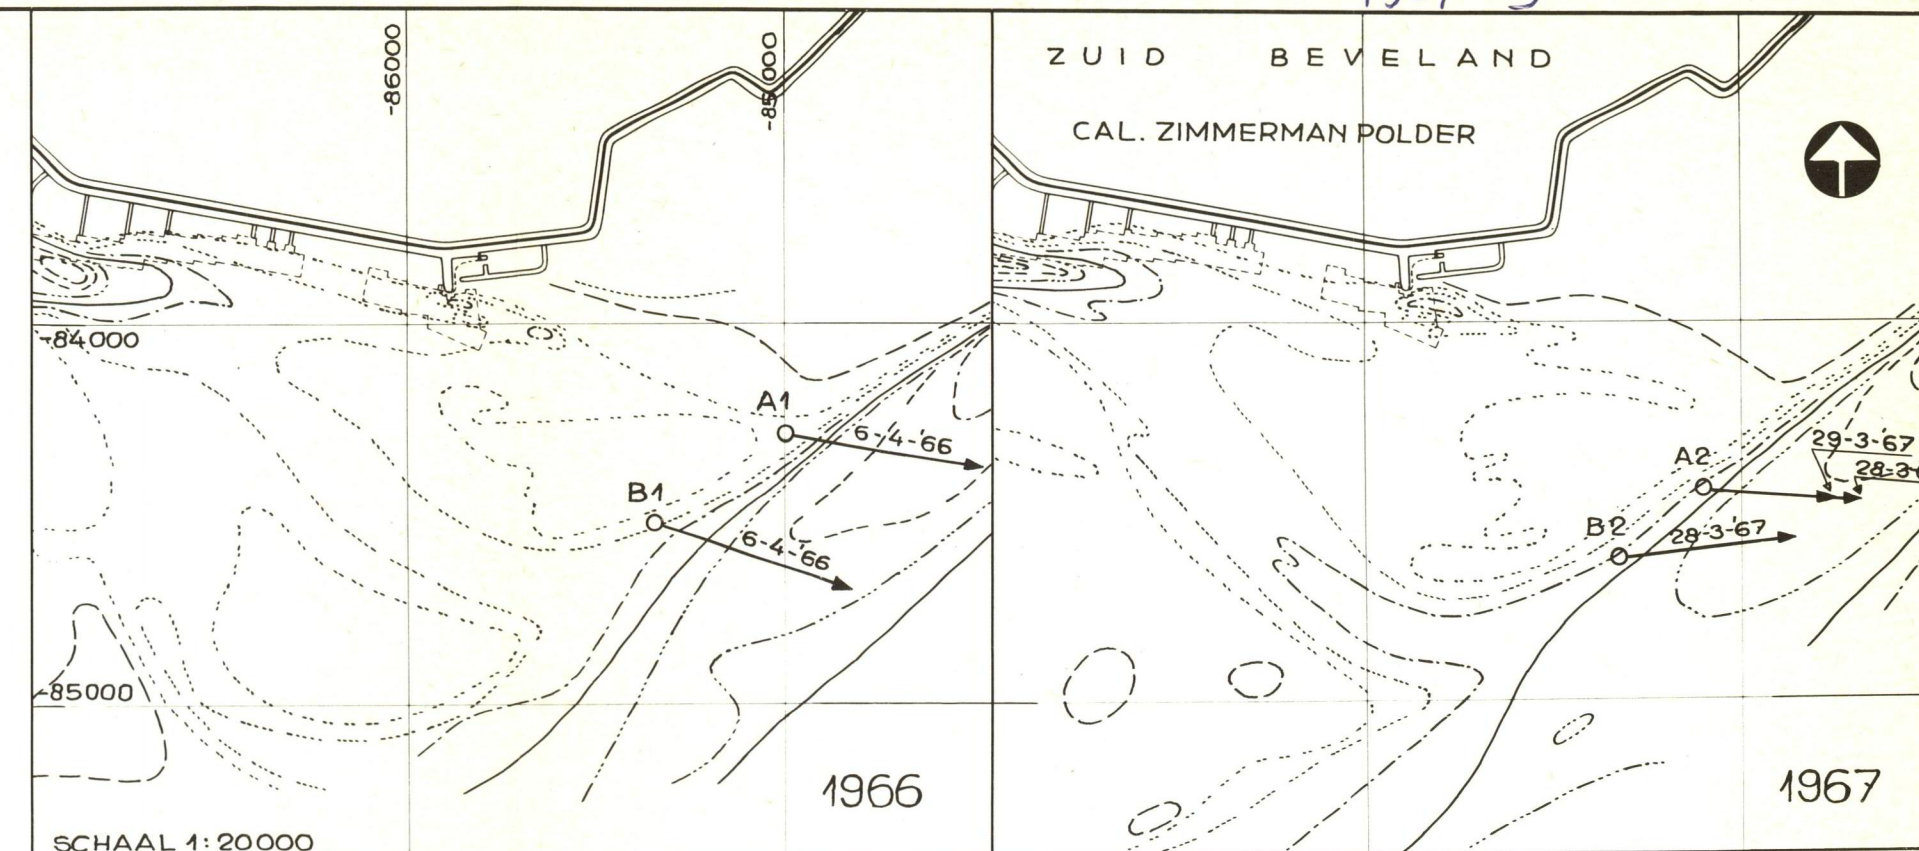 -86000
-85000
-84000
A1
6-4-'66
B1
6-4-'66
-85000
1966
SCHAAL 1:20000
ZUID BEVELAND
CAL. ZIMMERMAN POLDER
29-3-'67
A2
B2
28-3-'67
1967